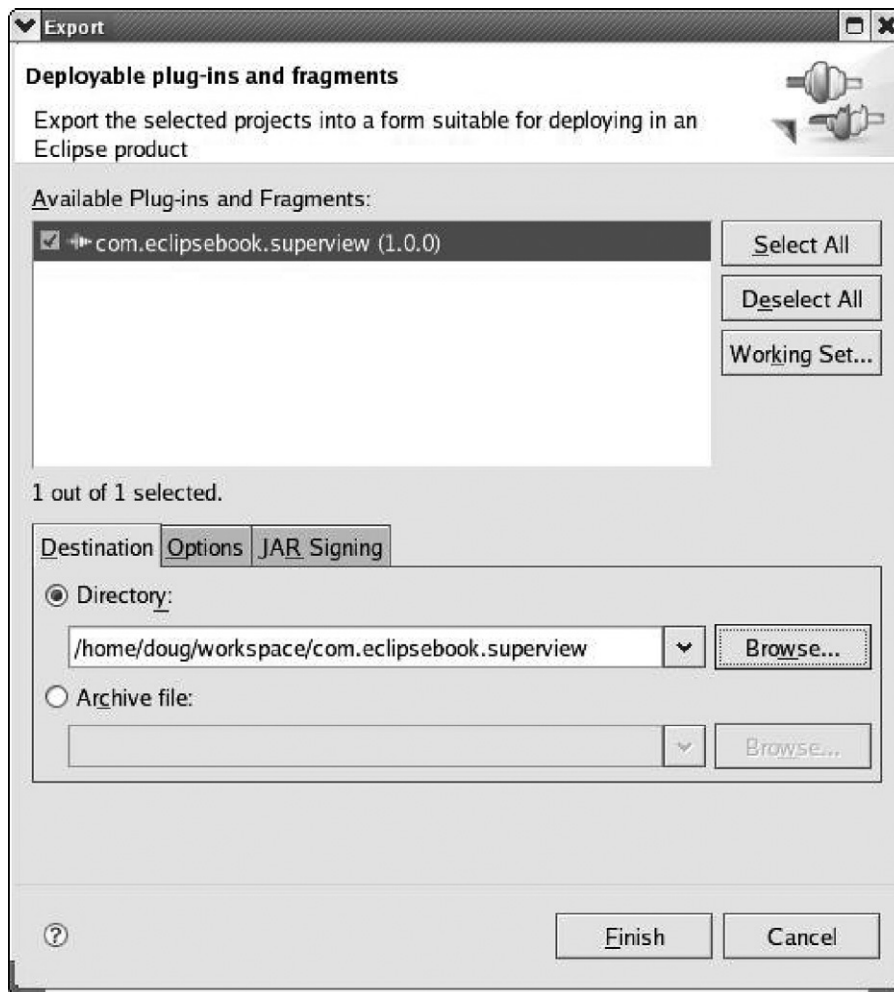 Export
Deployable plug-ins and fragments
Export the selected projects into a form suitable for deploying in an
Eclipse product
Available Plug-ins and Fragments:
com.eclipsebook.superview (1.0.0)
Select All
Deselect All
Working Set...
1 out of 1 selected.
Destination Options JAR Signing
Directory:
/home/doug/workspace/com.eclipsebook.superview Browse...
Archive file:
Browse...
?
Finish Cancel